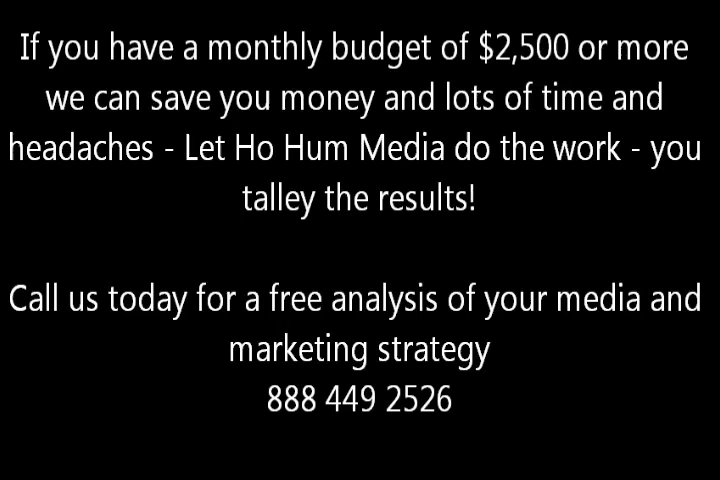 If you have a monthly budget of $2,500 or more
we can save you money and lots of time and
headaches - Let Ho Hum Media do the work - you
talley the results!
Call us today for a free analysis of your media and
marketing strategy
888 449 2526